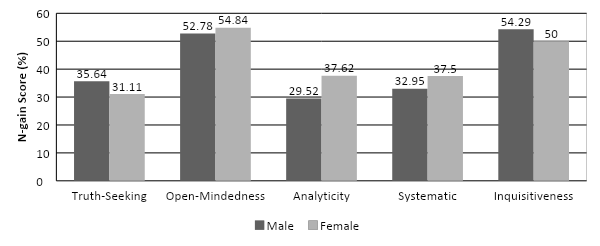 N-gain Score (%)
60
50
40
30
20
10
0
35.64
31.11
52.78
54.84
29.52
37.62
32.95
37.5
54.29
50
Truth-Seeking
Open-Mindedness
Analyticity
Systematic
Inquisitiveness
Male
Female